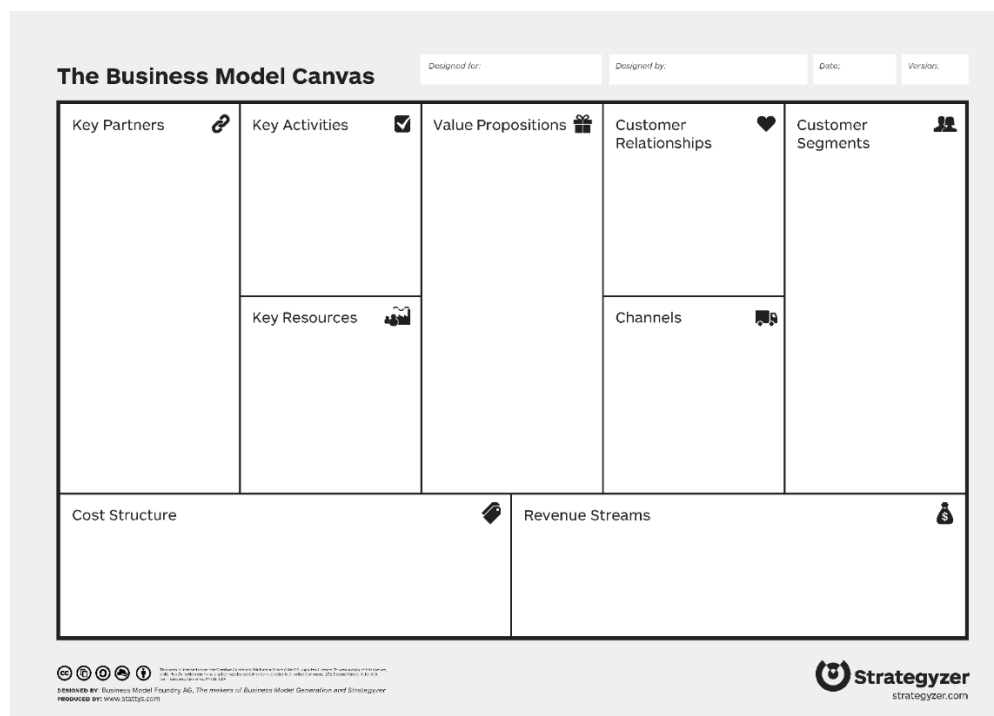 The Business Model Canvas
Designed for:
Designed by:
Date:
Version:
Key Partners
Key Activities
Value Propositions
Customer
Relationships
Customer
Segments
Key Resources
Channels
Cost Structure
Revenue Streams
$
cc
DESIGNED BY: Business Model Foundry AG, The makers of Business Model Generation and Strategyzer
PRODUCED BY: www.stattys.com
Strategyzer
strategyzer.com